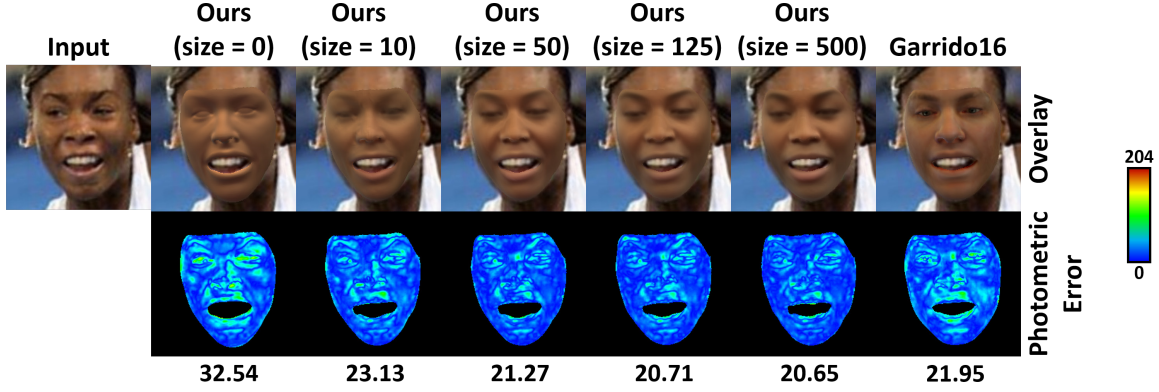 Input
Ours
(size = 0)
Ours
(size = 10)
Ours
(size = 50)
Ours
(size = 125)
Ours
(size = 500)
Garrido16
Overlay
Photometric
Error
204
0
32.54
23.13
21.27
20.71
20.65
21.95